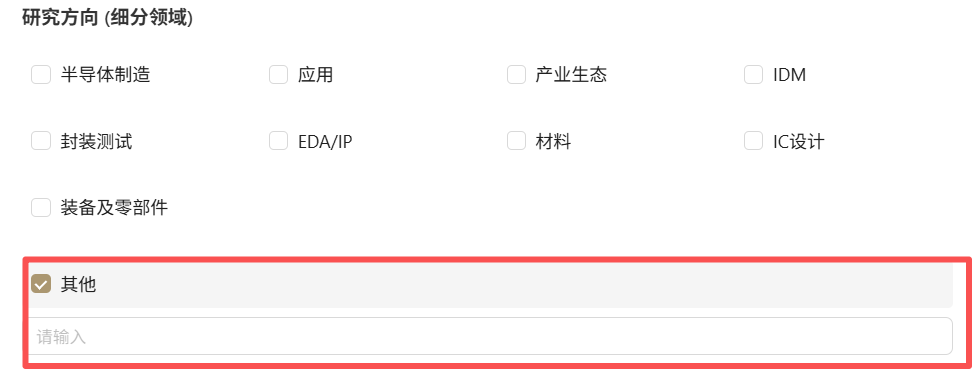 研究方向 (细分领域)
半导体制造 应用 产业生态 IDM
封装测试 EDA/IP 材料 IC设计
装备及零部件
其他
请输入